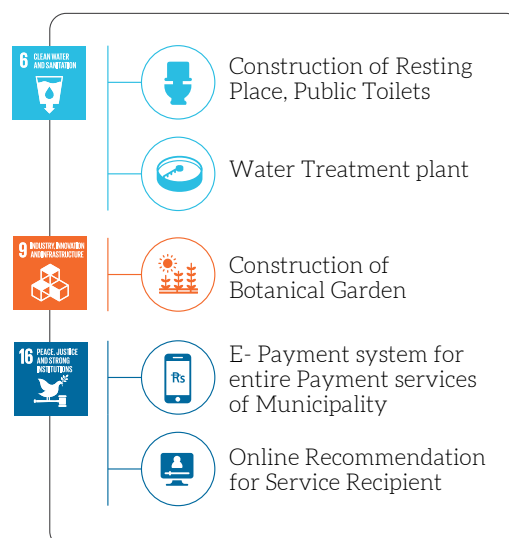 6 CLEAN WATER
AND SANITATION
Construction of Resting
Place, Public Toilets
Water Treatment plant
9 INDUSTRY, INNOVATION
AND INFRASTRUCTURE
Construction of
Botanical Garden
16 PEACE, JUSTICE
AND STRONG
INSTITUTIONS
E- Payment system for
entire Payment services
of Municipality
Rs
Online Recommendation
for Service Recipient